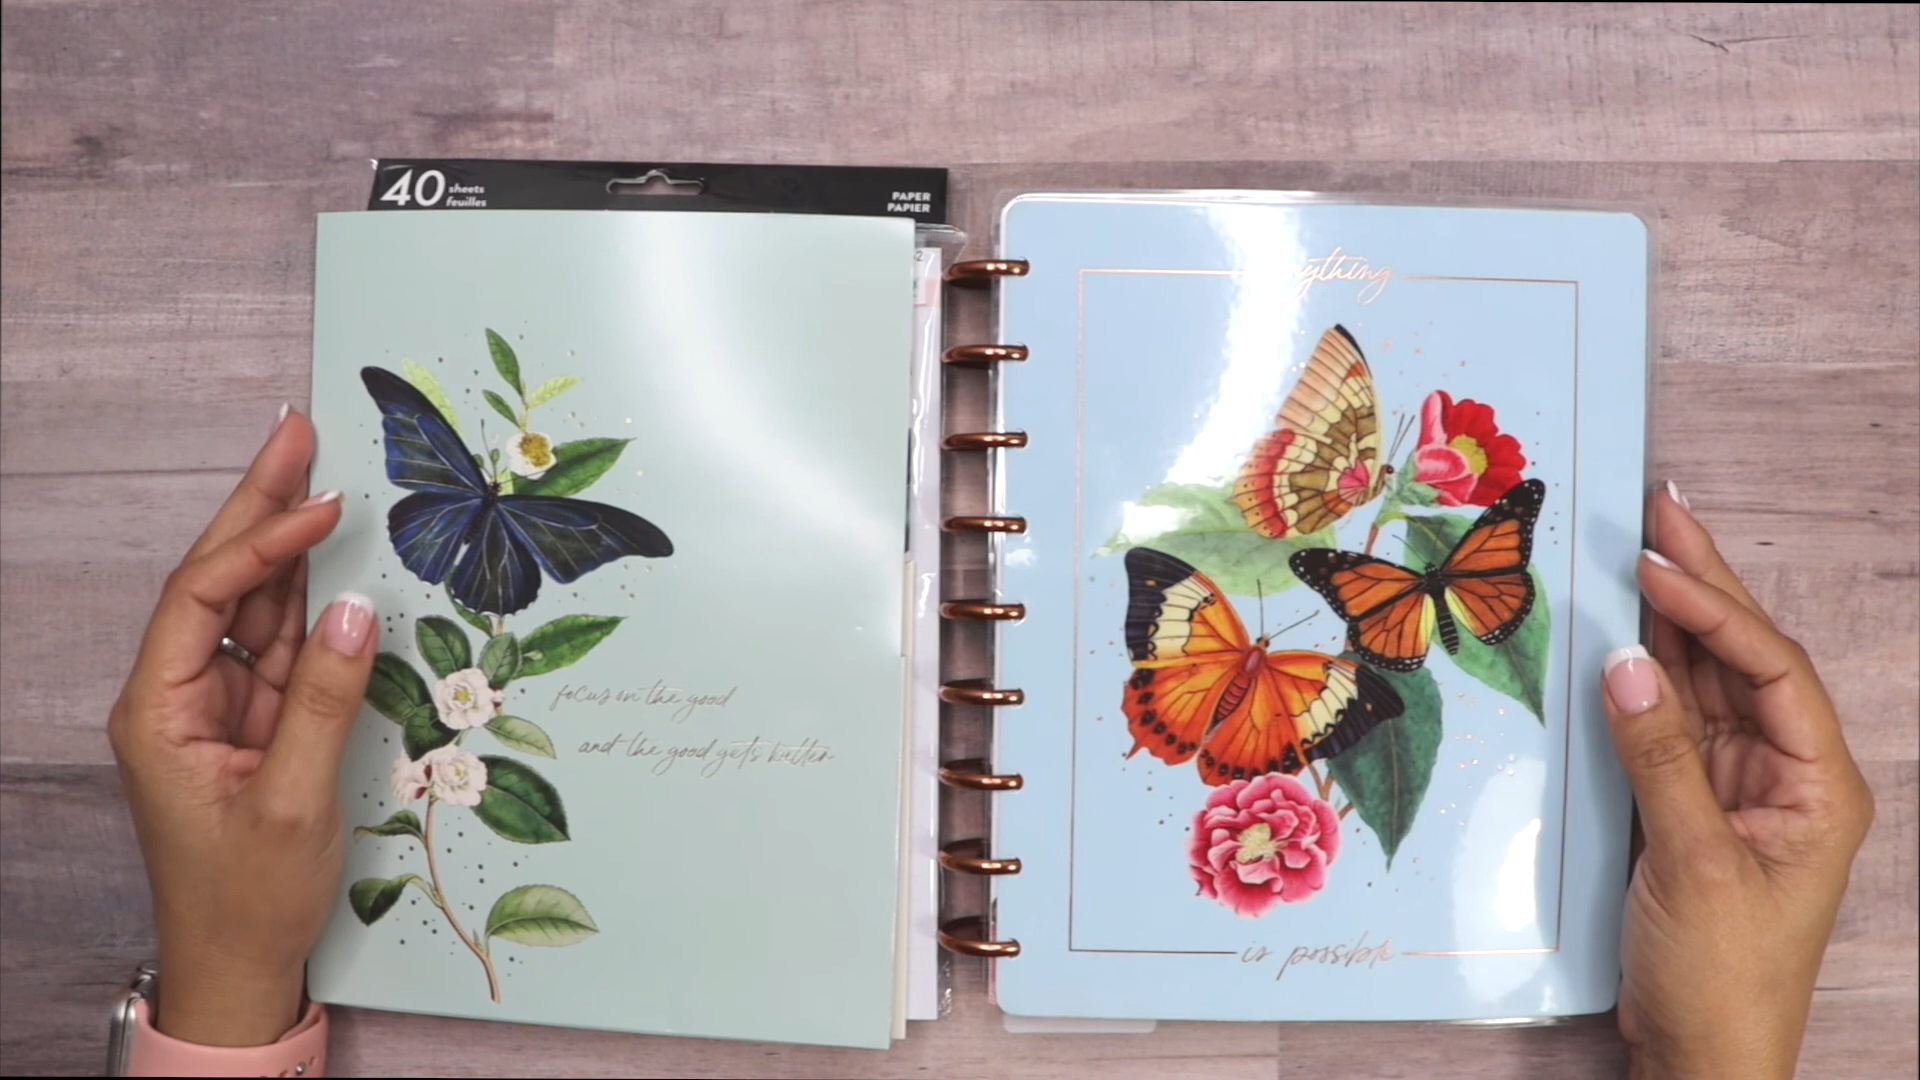 40 sheets
feuilles
PAPER
PAPIER
focus on the good
and the good gets better
is possible